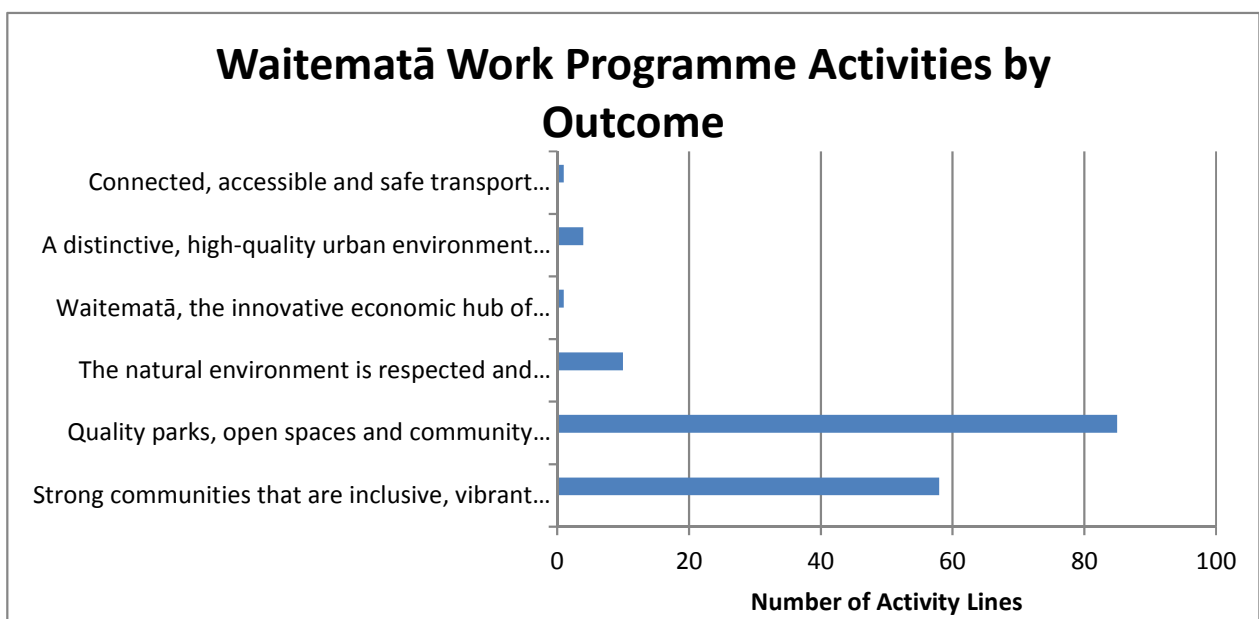 Waitematā Work Programme Activities by
Outcome
Connected, accessible and safe transport...
A distinctive, high-quality urban environment...
Waitematā, the innovative economic hub of...
The natural environment is respected and...
Quality parks, open spaces and community...
Strong communities that are inclusive, vibrant...
0 20 40 60 80 100
Number of Activity Lines